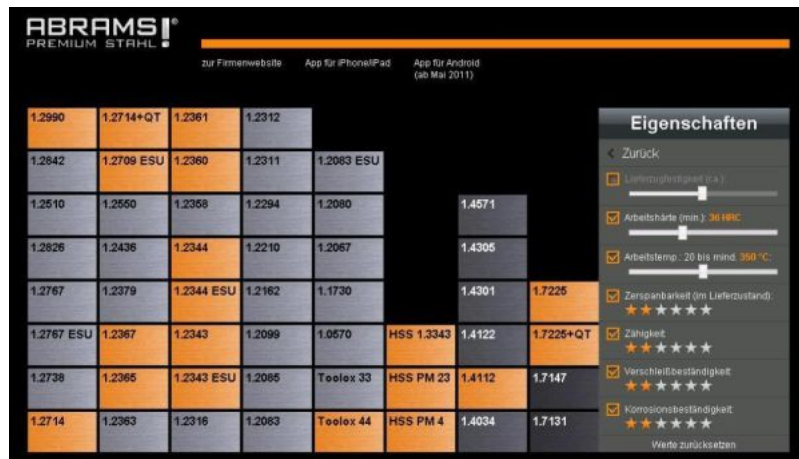 ABRAMS!®
PREMIUM STAHL
zur Firmenwebsite App für iPhone/iPad App für Android
(ab Mai 2011)
1.2990 1.2714+QT 1.2361 1.2312
1.2842 1.2709 ESU 1.2360 1.2311 1.2083 ESU
1.2510 1.2550 1.2358 1.2294 1.2080 1.4571
1.2826 1.2436 1.2344 1.2210 1.2067 1.4305
1.2767 1.2379 1.2344 ESU 1.2162 1.1730 1.4301 1.7225
1.2767 ESU 1.2367 1.2343 1.2099 1.0570 HSS 1.3343 1.4122 1.7225+QT
1.2738 1.2365 1.2343 ESU 1.2085 Toolox 33 HSS PM 23 1.4112 1.7147
1.2714 1.2363 1.2316 1.2083 Toolox 44 HSS PM 4 1.4034 1.7131
Eigenschaften
Zurück
Lieferzugfestigkeit (ca.):
Arbeitshärte (min.): 36 HRC
Arbeitstemp.: 20 bis mind. 350 °C:
Zerspanbarkeit (im Lieferzustand):
Zähigkeit:
Verschleißbeständigkeit:
Korrosionsbeständigkeit:
Werte zurücksetzen